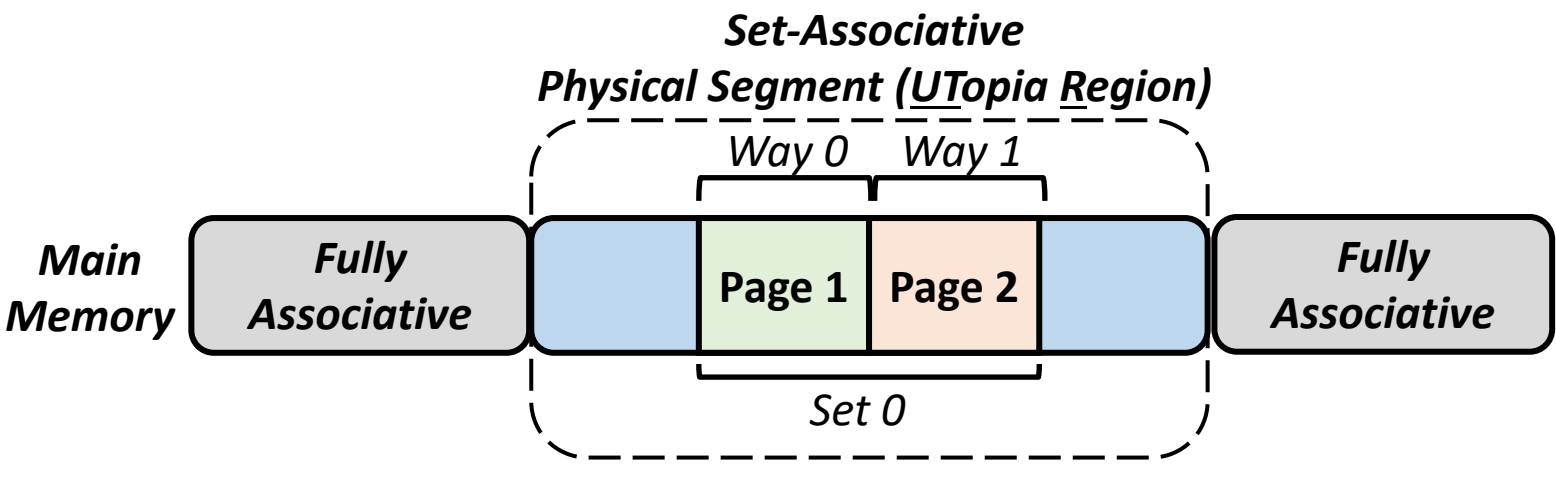 Set-Associative
Physical Segment (UTopia Region)
Way 0 Way 1
Main
Memory
Fully
Associative
Page 1 Page 2
Fully
Associative
Set 0